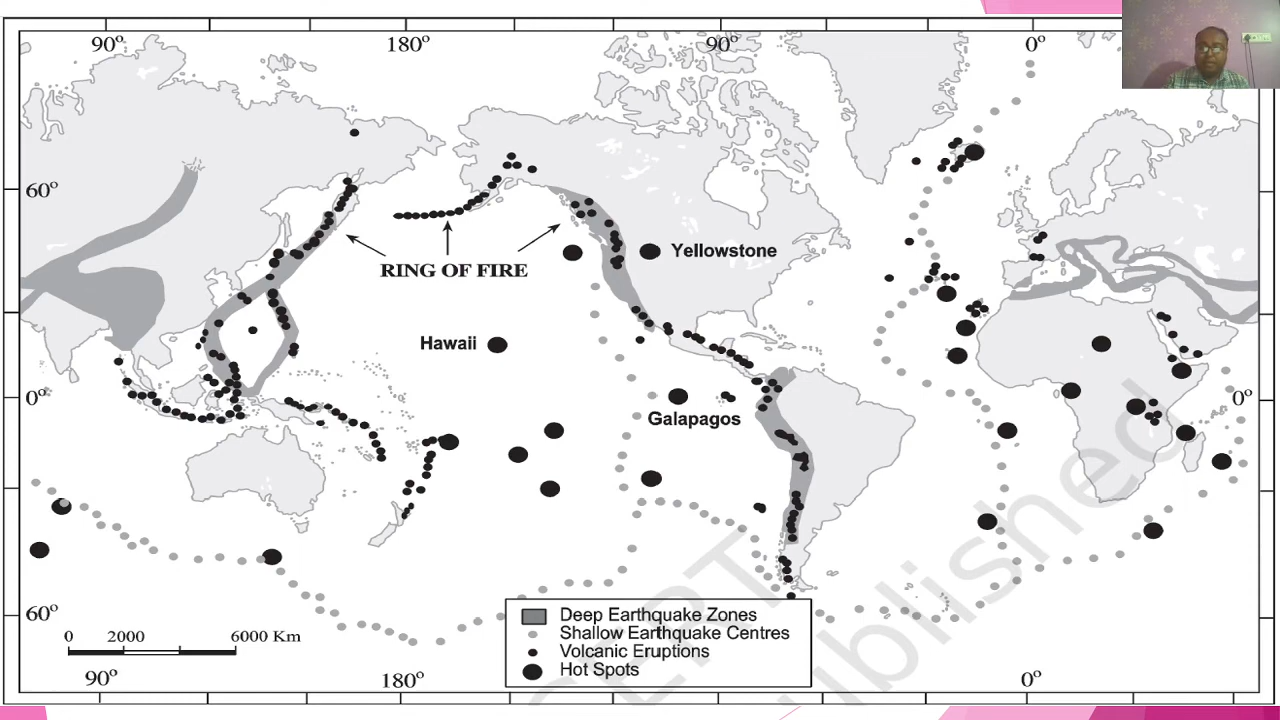 90°
180°
90°
0°
60°
Yellowstone
RING OF FIRE
Hawaii
0°
0°
Galapagos
60°
0 2000 6000 Km
Deep Earthquake Zones
Shallow Earthquake Centres
Volcanic Eruptions
Hot Spots
90°
180°
0°